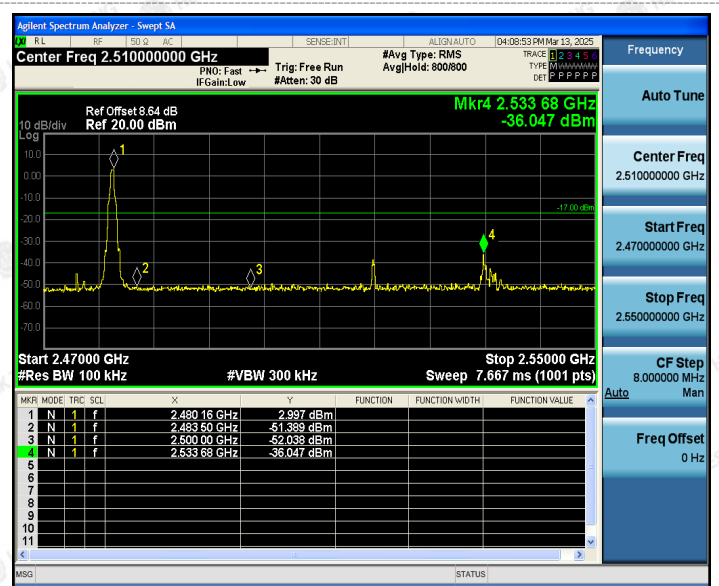 Agilent Spectrum Analyzer - Swept SA
RL RF 50 Ω AC SENSE:INT ALIGNAUTO 04:08:53 PM Mar 13, 2025
Center Freq 2.510000000 GHz
PNO: Fast
IFGain:Low
Trig: Free Run
#Atten: 30 dB
#Avg Type: RMS
Avg|Hold: 800/800
TRACE 1 2 3 4 5 6
TYPE M
DET P P P P P P
Ref Offset 8.64 dB
Ref 20.00 dBm
Mkr4 2.533 68 GHz
-36.047 dBm
10 dB/div
Log
10.0
0.00
-10.0
-20.0
-30.0
-40.0
-50.0
-60.0
-70.0
1
2
3
4
-17.00 dBm
Start 2.47000 GHz
Stop 2.55000 GHz
#Res BW 100 kHz
#VBW 300 kHz
Sweep 7.667 ms (1001 pts)
MKR MODE TRC SCL X Y FUNCTION FUNCTION WIDTH FUNCTION VALUE
1 N 1 f 2.480 16 GHz 2.997 dBm
2 N 1 f 2.483 50 GHz -51.389 dBm
3 N 1 f 2.500 00 GHz -52.038 dBm
4 N 1 f 2.533 68 GHz -36.047 dBm
5
6
7
8
9
10
11
MSG
STATUS
Frequency
Auto Tune
Center Freq
2.510000000 GHz
Start Freq
2.470000000 GHz
Stop Freq
2.550000000 GHz
CF Step
8.000000 MHz
Auto Man
Freq Offset
0 Hz